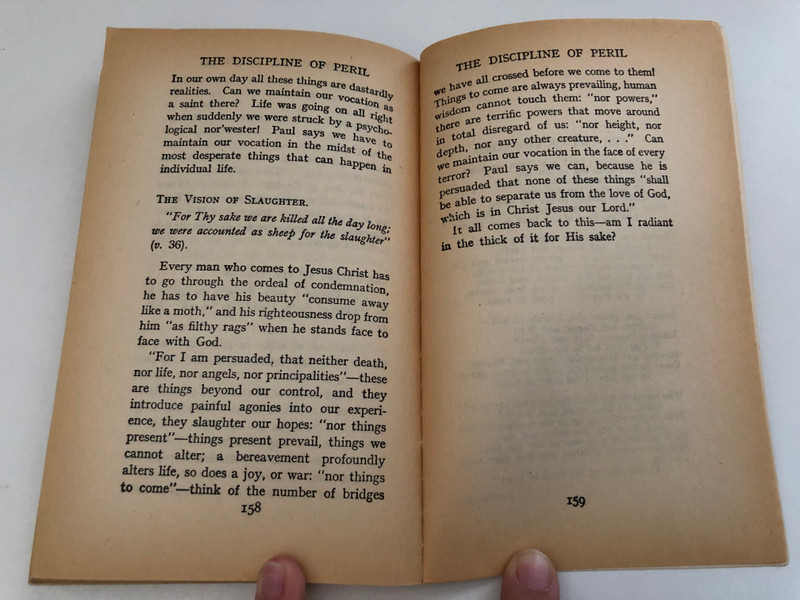 THE DISCIPLINE OF PERIL
In our own day all these things are dastardly
realities. Can we maintain our vocation as
a saint there? Life was going on all right
when suddenly we were struck by a psycho-
logical nor'wester! Paul says we have to
maintain our vocation in the midst of the
most desperate things that can happen in
individual life.
THE VISION OF SLAUGHTER.
"For Thy sake we are killed all the day long;
we were accounted as sheep for the slaughter"
(v. 36).
Every man who comes to Jesus Christ has
to go through the ordeal of condemnation,
he has to have his beauty "consume away
like a moth," and his righteousness drop from
him "as filthy rags" when he stands face to
face with God.
"For I am persuaded, that neither death,
nor life, nor angels, nor principalities"—these
are things beyond our control, and they
introduce painful agonies into our experi-
ence, they slaughter our hopes: "nor things
present"—things present prevail, things we
cannot alter; a bereavement profoundly
alters life, so does a joy, or war: "nor things
to come"—think of the number of bridges
158
THE DISCIPLINE OF PERIL
we have all crossed before we come to them!
Things to come are always prevailing, human
wisdom cannot touch them: "nor powers,"
there are terrific powers that move around
in total disregard of us: "nor height, nor
depth, nor any other creature, . . ." Can
we maintain our vocation in the face of every
terror? Paul says we can, because he is
persuaded that none of these things "shall
be able to separate us from the love of God,
which is in Christ Jesus our Lord."
It all comes back to this—am I radiant
in the thick of it for His sake?
159